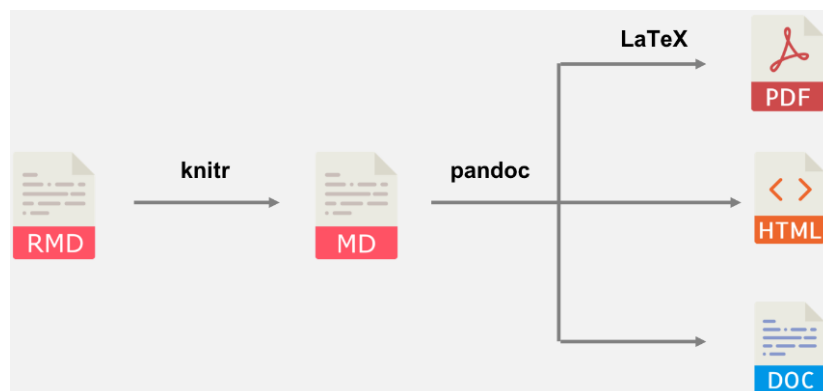 LaTeX
PDF
knitr
pandoc
RMD
MD
HTML
DOC